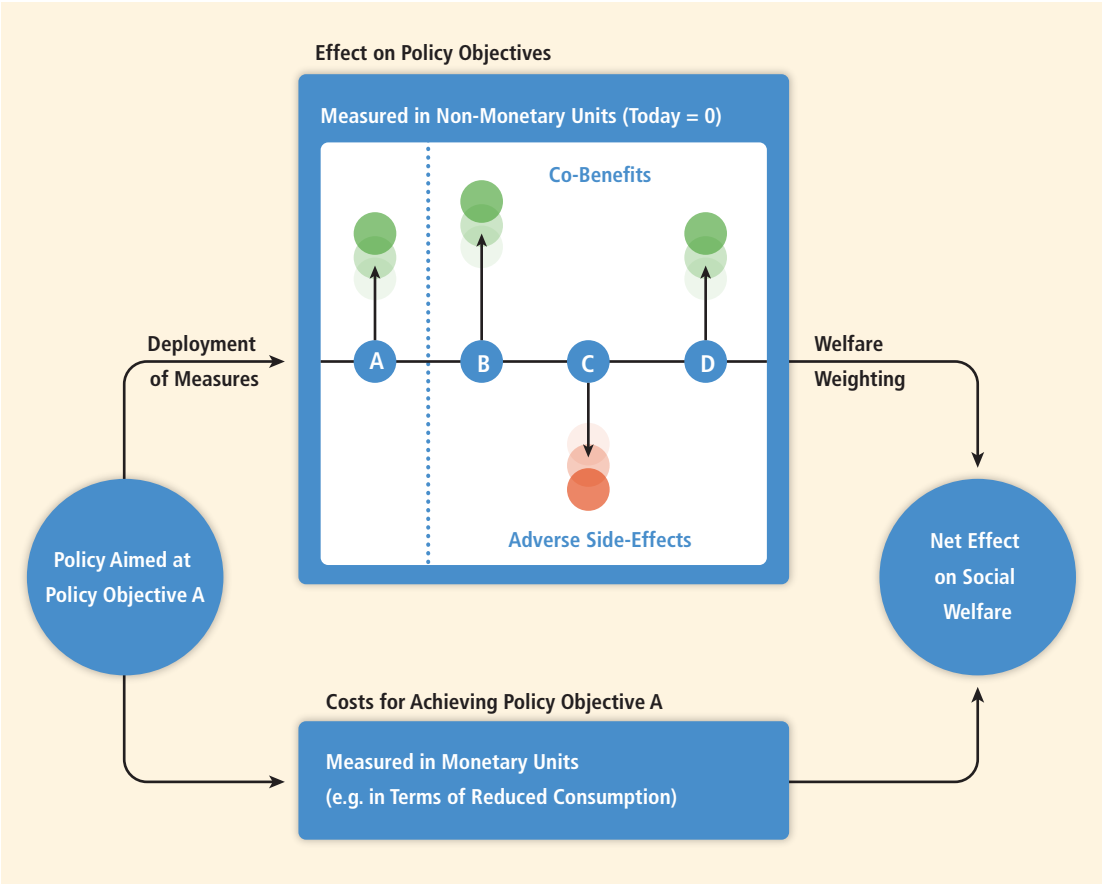 Effect on Policy Objectives
Measured in Non-Monetary Units (Today = 0)
Co-Benefits
A
B
C
D
Adverse Side-Effects
Deployment
of Measures
Welfare
Weighting
Policy Aimed at
Policy Objective A
Net Effect
on Social
Welfare
Costs for Achieving Policy Objective A
Measured in Monetary Units
(e.g. in Terms of Reduced Consumption)